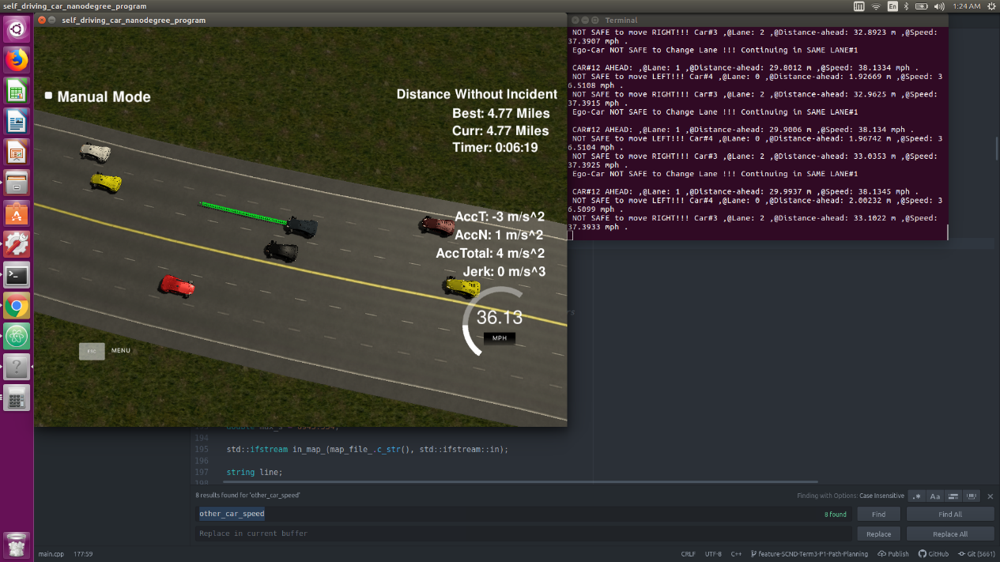 self_driving_car_nanodegree_program
En
1:24 AM
self_driving_car_nanodegree_program
Manual Mode
Distance Without Incident
Best: 4.77 Miles
Curr: 4.77 Miles
Timer: 0:06:19
AccT: -3 m/s^2
AccN: 1 m/s^2
AccTotal: 4 m/s^2
Jerk: 0 m/s^3
36.13
MPH
ESC
MENU
Terminal
NOT SAFE to move RIGHT!!! Car#3 ,@Lane: 2 ,@Distance-ahead: 32.8923 m ,@Speed:
37.3907 mph .
Ego-Car NOT SAFE to Change Lane !!! Continuing in SAME LANE#1
CAR#12 AHEAD: ,@Lane: 1 ,@Distance-ahead: 29.8012 m ,@Speed: 38.1334 mph .
NOT SAFE to move LEFT!!! Car#4 ,@Lane: 0 ,@Distance-ahead: 1.92669 m ,@Speed: 3
6.5108 mph .
NOT SAFE to move RIGHT!!! Car#3 ,@Lane: 2 ,@Distance-ahead: 32.9625 m ,@Speed:
37.3915 mph .
Ego-Car NOT SAFE to Change Lane !!! Continuing in SAME LANE#1
CAR#12 AHEAD: ,@Lane: 1 ,@Distance-ahead: 29.9006 m ,@Speed: 38.134 mph .
NOT SAFE to move LEFT!!! Car#4 ,@Lane: 0 ,@Distance-ahead: 1.96742 m ,@Speed: 3
6.5104 mph .
NOT SAFE to move RIGHT!!! Car#3 ,@Lane: 2 ,@Distance-ahead: 33.0353 m ,@Speed:
37.3925 mph .
Ego-Car NOT SAFE to Change Lane !!! Continuing in SAME LANE#1
CAR#12 AHEAD: ,@Lane: 1 ,@Distance-ahead: 29.9937 m ,@Speed: 38.1345 mph .
NOT SAFE to move LEFT!!! Car#4 ,@Lane: 0 ,@Distance-ahead: 2.00232 m ,@Speed: 3
6.5099 mph .
NOT SAFE to move RIGHT!!! Car#3 ,@Lane: 2 ,@Distance-ahead: 33.1022 m ,@Speed:
37.3933 mph .
194
195 std::ifstream in_map_(map_file_.c_str(), std::ifstream::in);
196
197 string line;
198
8 results found for 'other_car_speed'
Finding with Options: Case Insensitive
.* Aa
other_car_speed
8 found
Find
Find All
Replace in current buffer
Replace
Replace All
main.cpp 177:59
CRLF UTF-8 C++ feature-SCND-Term3-P1-Path-Planning Publish GitHub Git (5661)